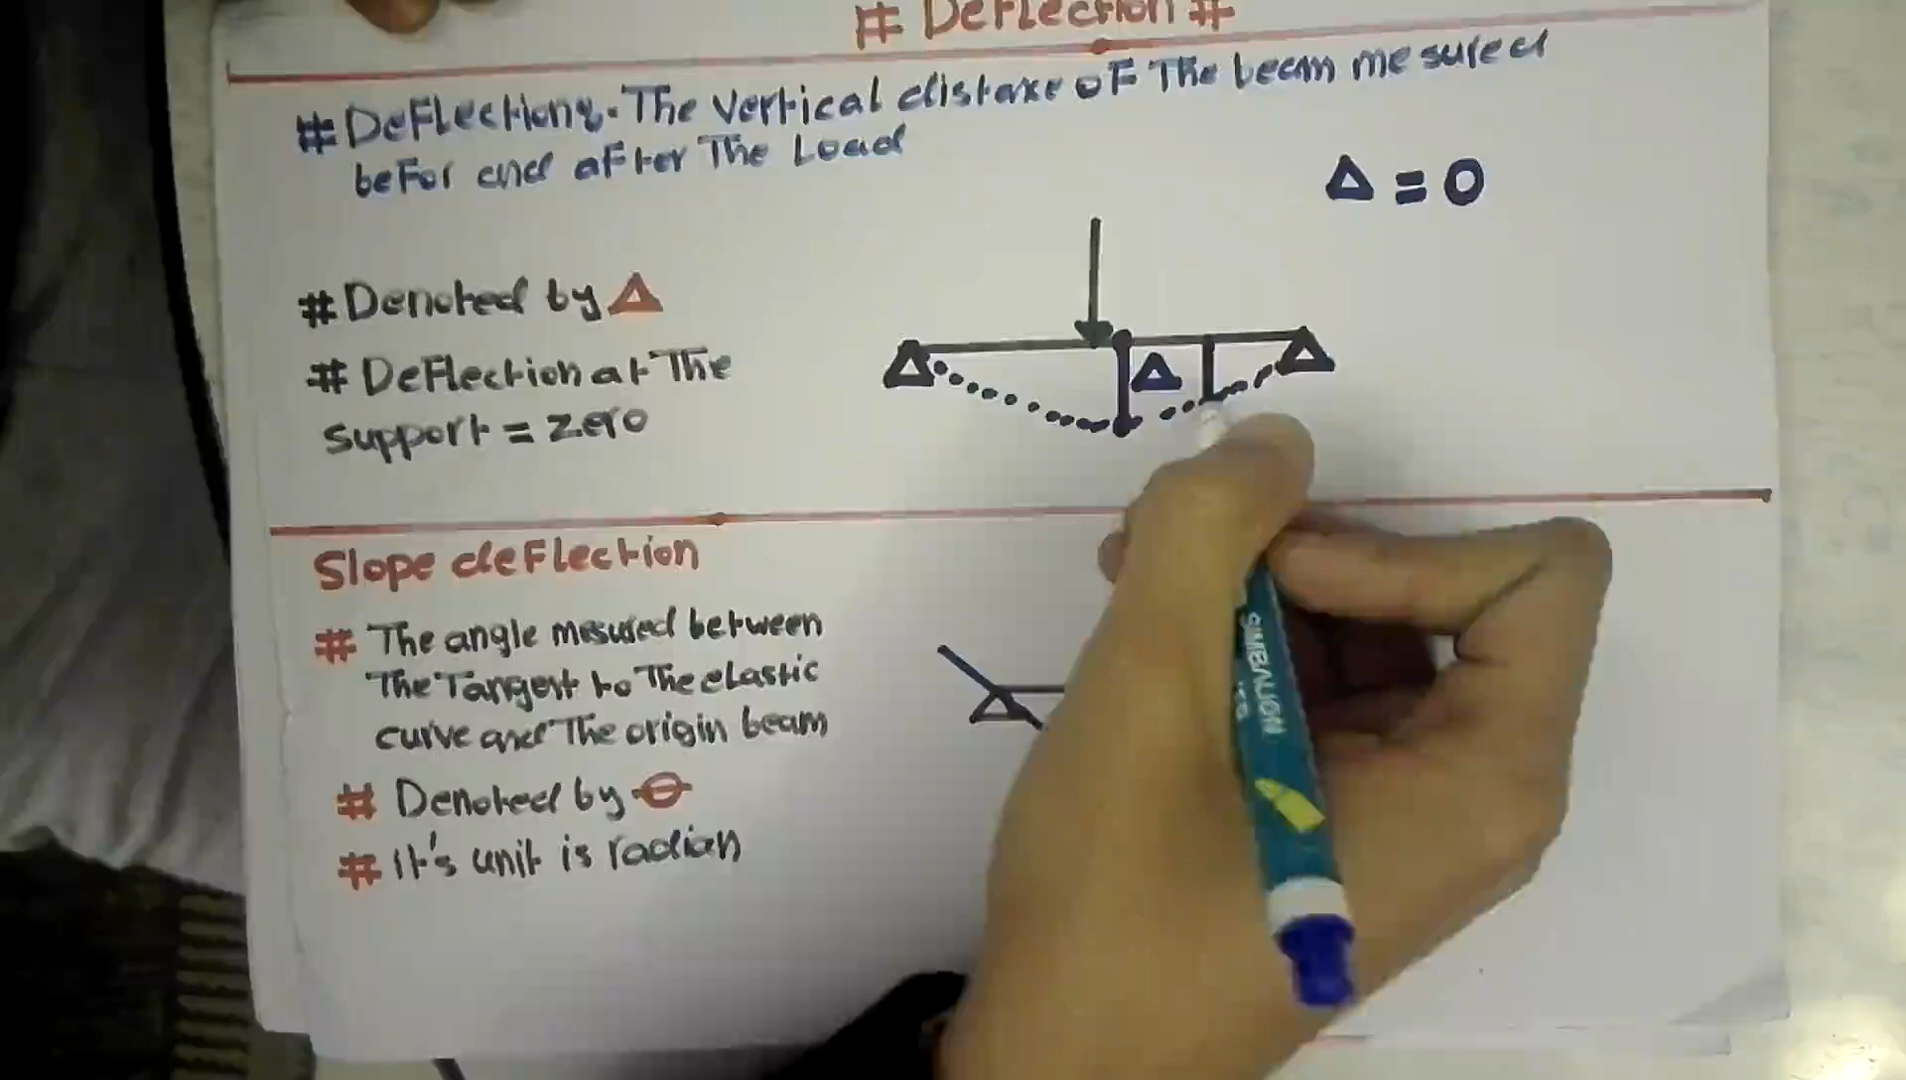 # Deflection #
# Deflection:- The vertical distance of The beam mesured
befor and after The Load
Δ = 0
# Denoted by Δ
# Deflection at The
support = zero
Δ
Slope deflection
# The angle mesured between
The Tangest to The elastic
curve and The origin beam
# Denoted by Θ
# It's unit is radian
SIMBALION